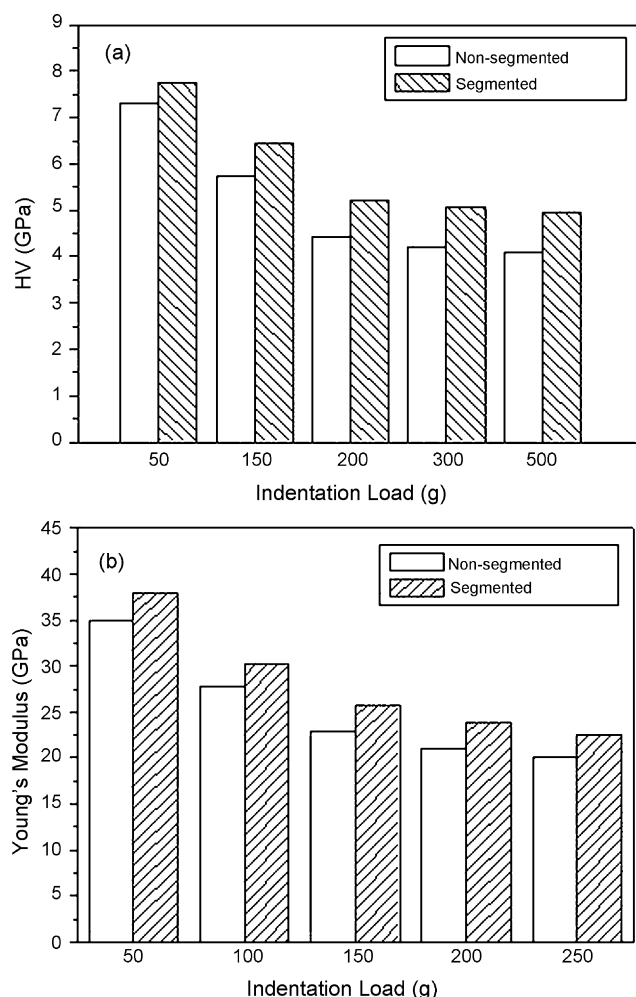 (a)
Non-segmented
Segmented
9
8
7
6
5
4
3
2
1
0
HV (GPa)
50 150 200 300 500
Indentation Load (g)
(b)
Non-segmented
Segmented
45
40
35
30
25
20
15
10
5
0
Young's Modulus (GPa)
50 100 150 200 250
Indentation Load (g)